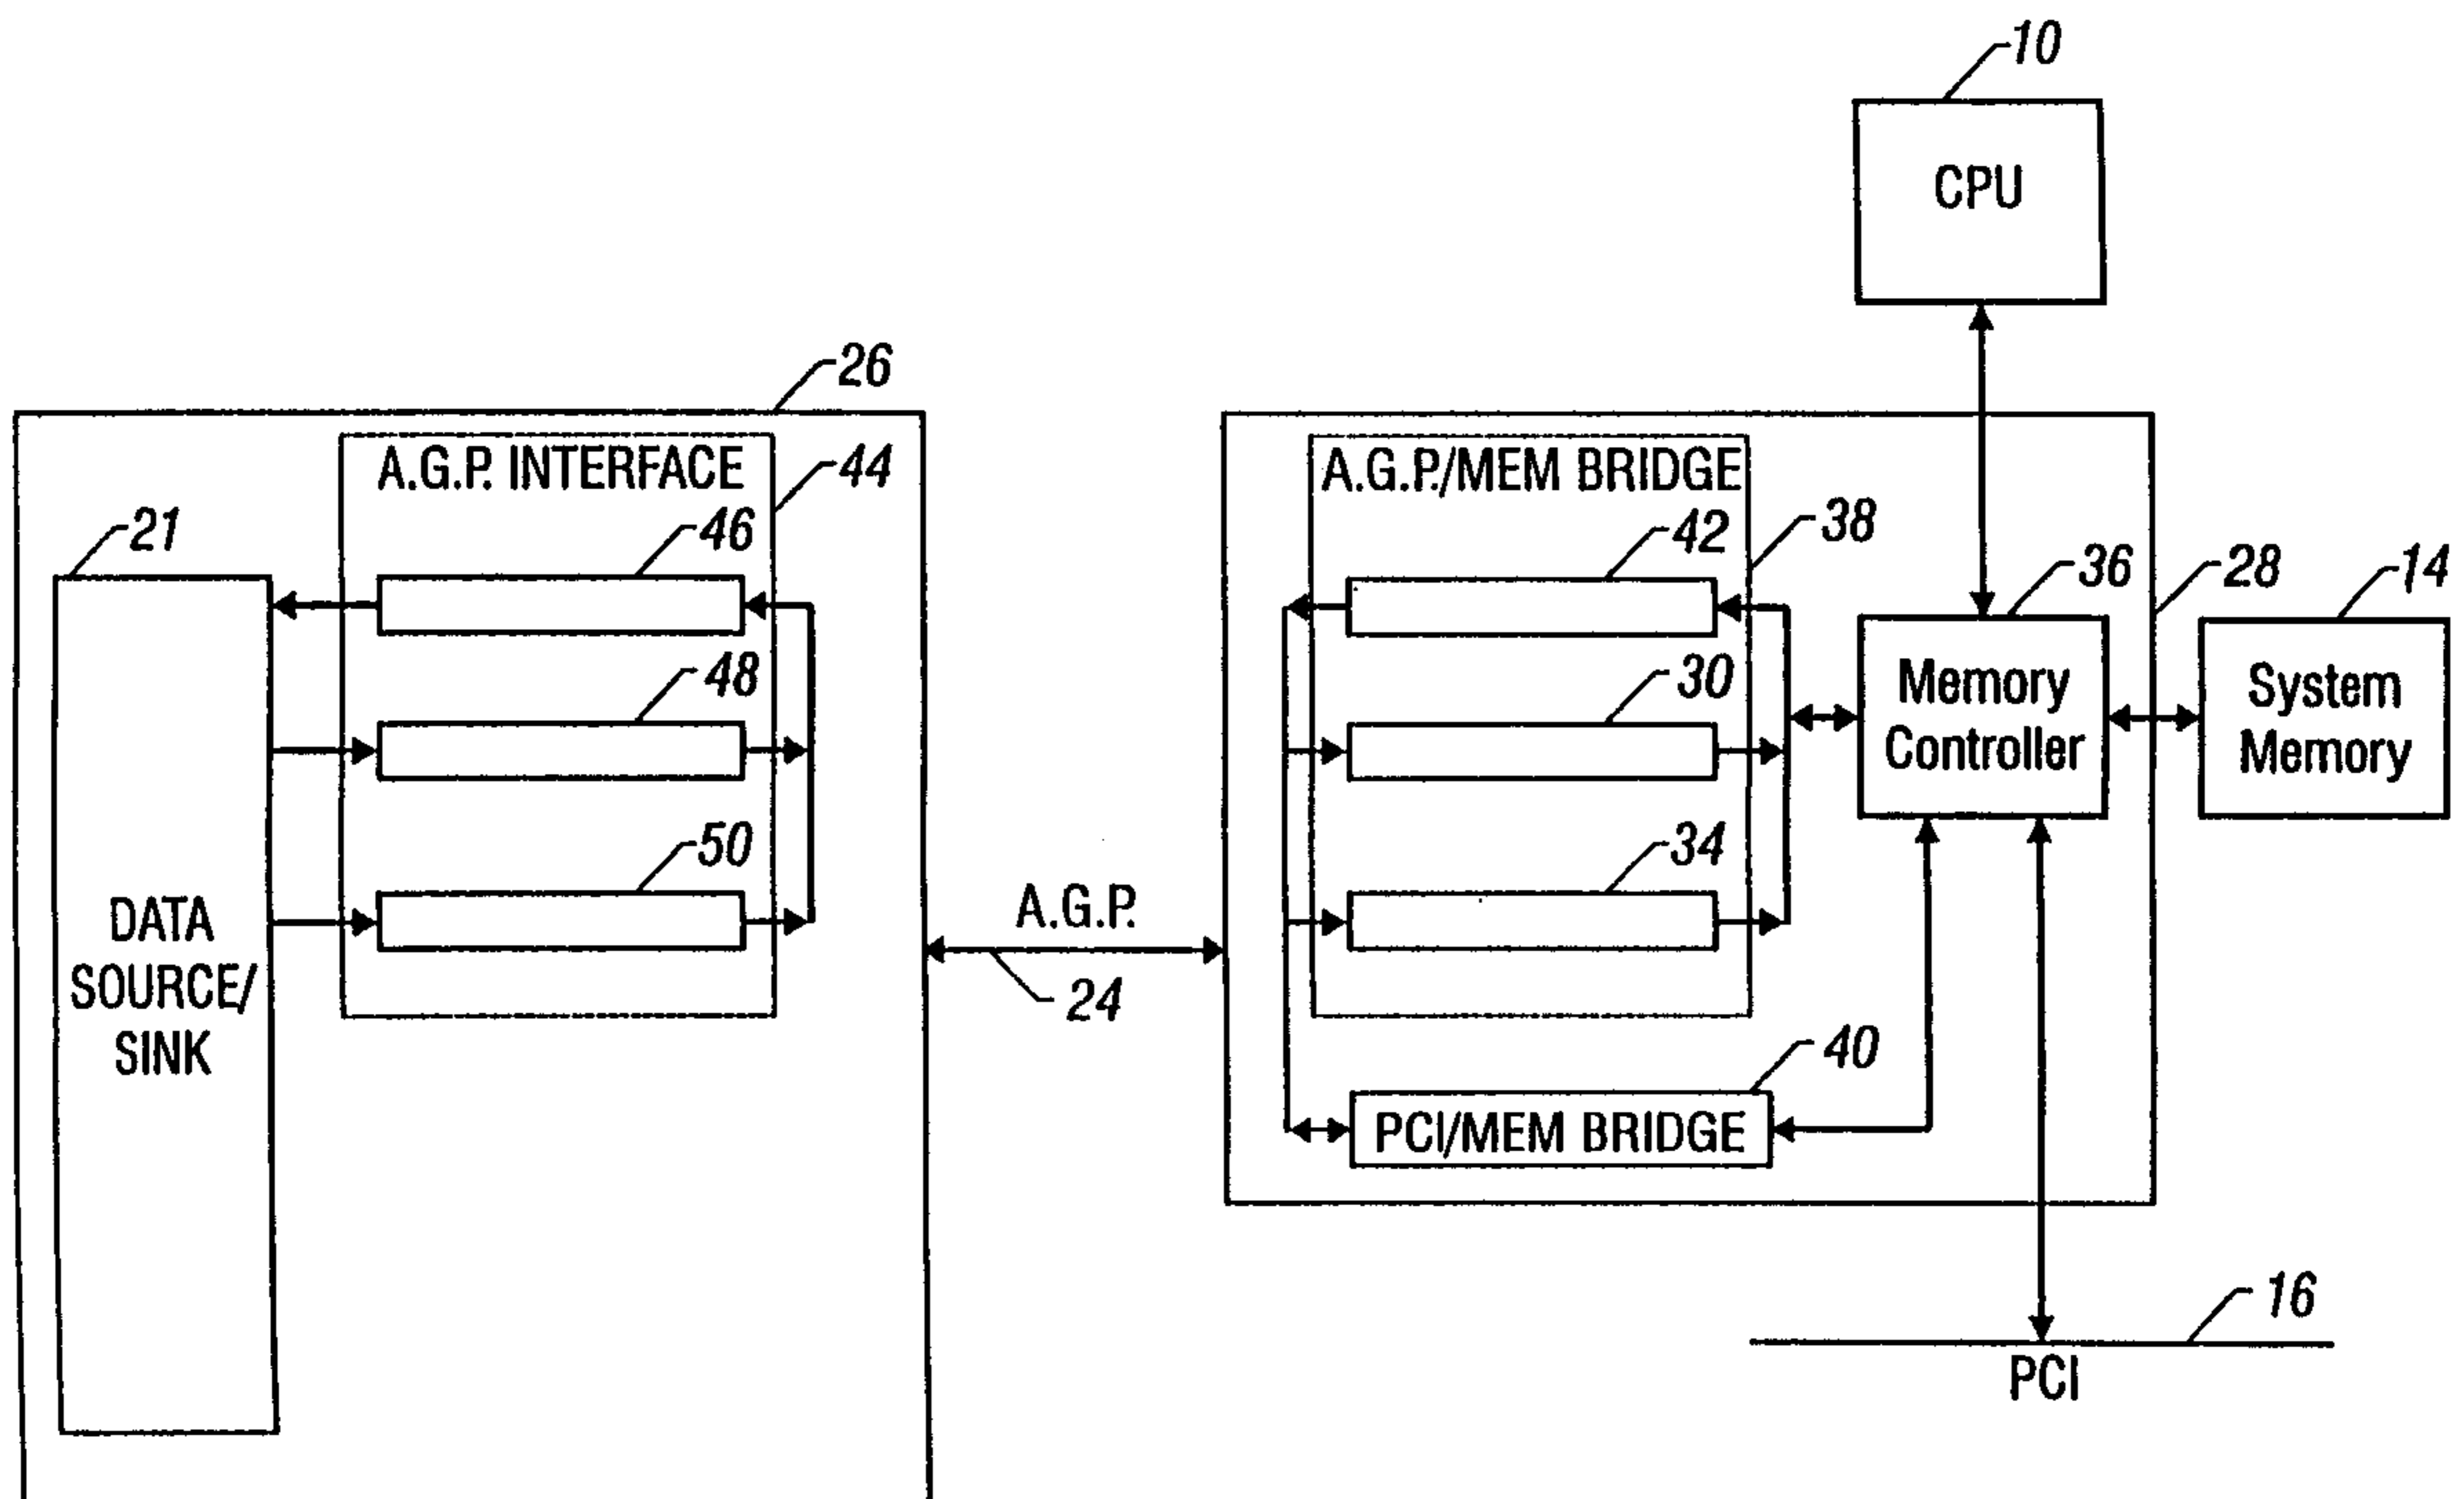 10
CPU
26
A.G.P. INTERFACE
44
21
46
48
50
DATA
SOURCE/
SINK
A.G.P.
24
A.G.P./MEM BRIDGE
38
42
30
34
36
Memory
Controller
28
14
System
Memory
40
PCI/MEM BRIDGE
16
PCI